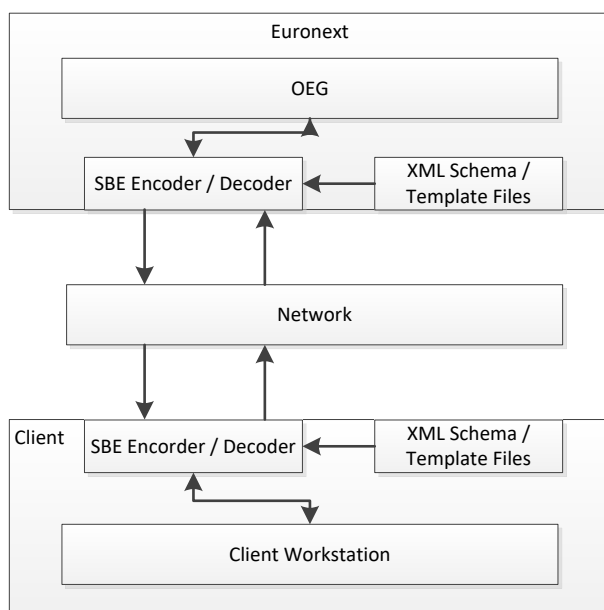 Euronext
OEG
SBE Encoder / Decoder
XML Schema /
Template Files
Network
Client
SBE Encorder / Decoder
XML Schema /
Template Files
Client Workstation